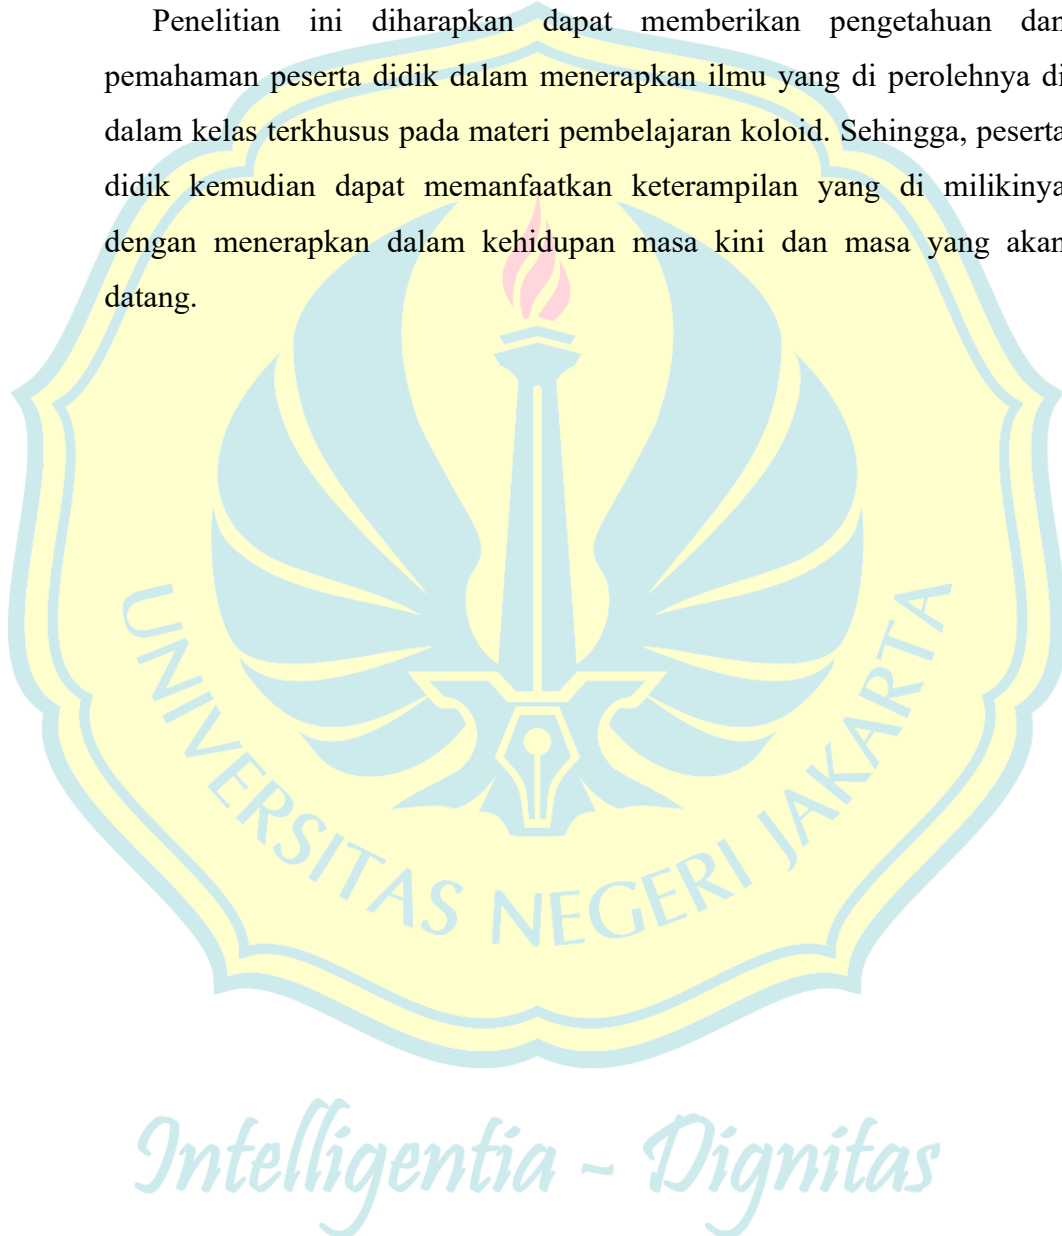 Penelitian ini diharapkan dapat memberikan pengetahuan dan
pemahaman peserta didik dalam menerapkan ilmu yang di perolehnya di
dalam kelas terkhusus pada materi pembelajaran koloid. Sehingga, peserta
didik kemudian dapat memanfaatkan keterampilan yang di milikinya
dengan menerapkan dalam kehidupan masa kini dan masa yang akan
datang.
UNIVERSITAS NEGERI JAKARTA
Intelligentia - Dignitas